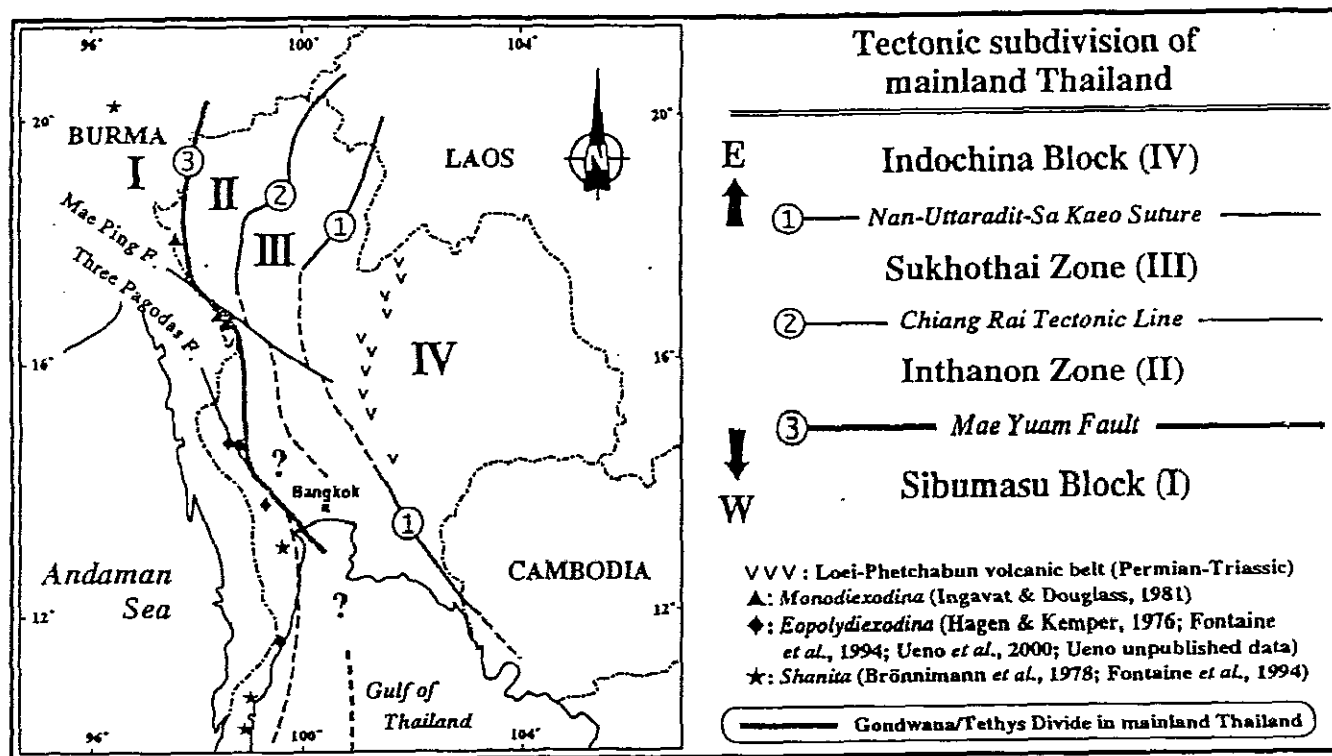 96°
100°
104°
20°
BURMA
I
3
II
2
III
1
LAOS
N
20°
Mae Ping F.
Three Pagodas F.
16°
IV
16°
?
Bangkok
1
Andaman
Sea
CAMBODIA
?
12°
12°
Gulf of
Thailand
96°
100°
104°
Tectonic subdivision of
mainland Thailand
E
Indochina Block (IV)
1 Nan-Uttaradit-Sa Kaeo Suture
Sukhothai Zone (III)
2 Chiang Rai Tectonic Line
Inthanon Zone (II)
3 Mae Yuam Fault
W
Sibumasu Block (I)
V V V : Loei-Phetchabun volcanic belt (Permian-Triassic)
▲: Monodiexodina (Ingavat & Douglass, 1981)
◆: Eopolydiexodina (Hagen & Kemper, 1976; Fontaine
et al., 1994; Ueno et al., 2000; Ueno unpublished data)
★: Shanita (Brönnimann et al., 1978; Fontaine et al., 1994)
Gondwana/Tethys Divide in mainland Thailand